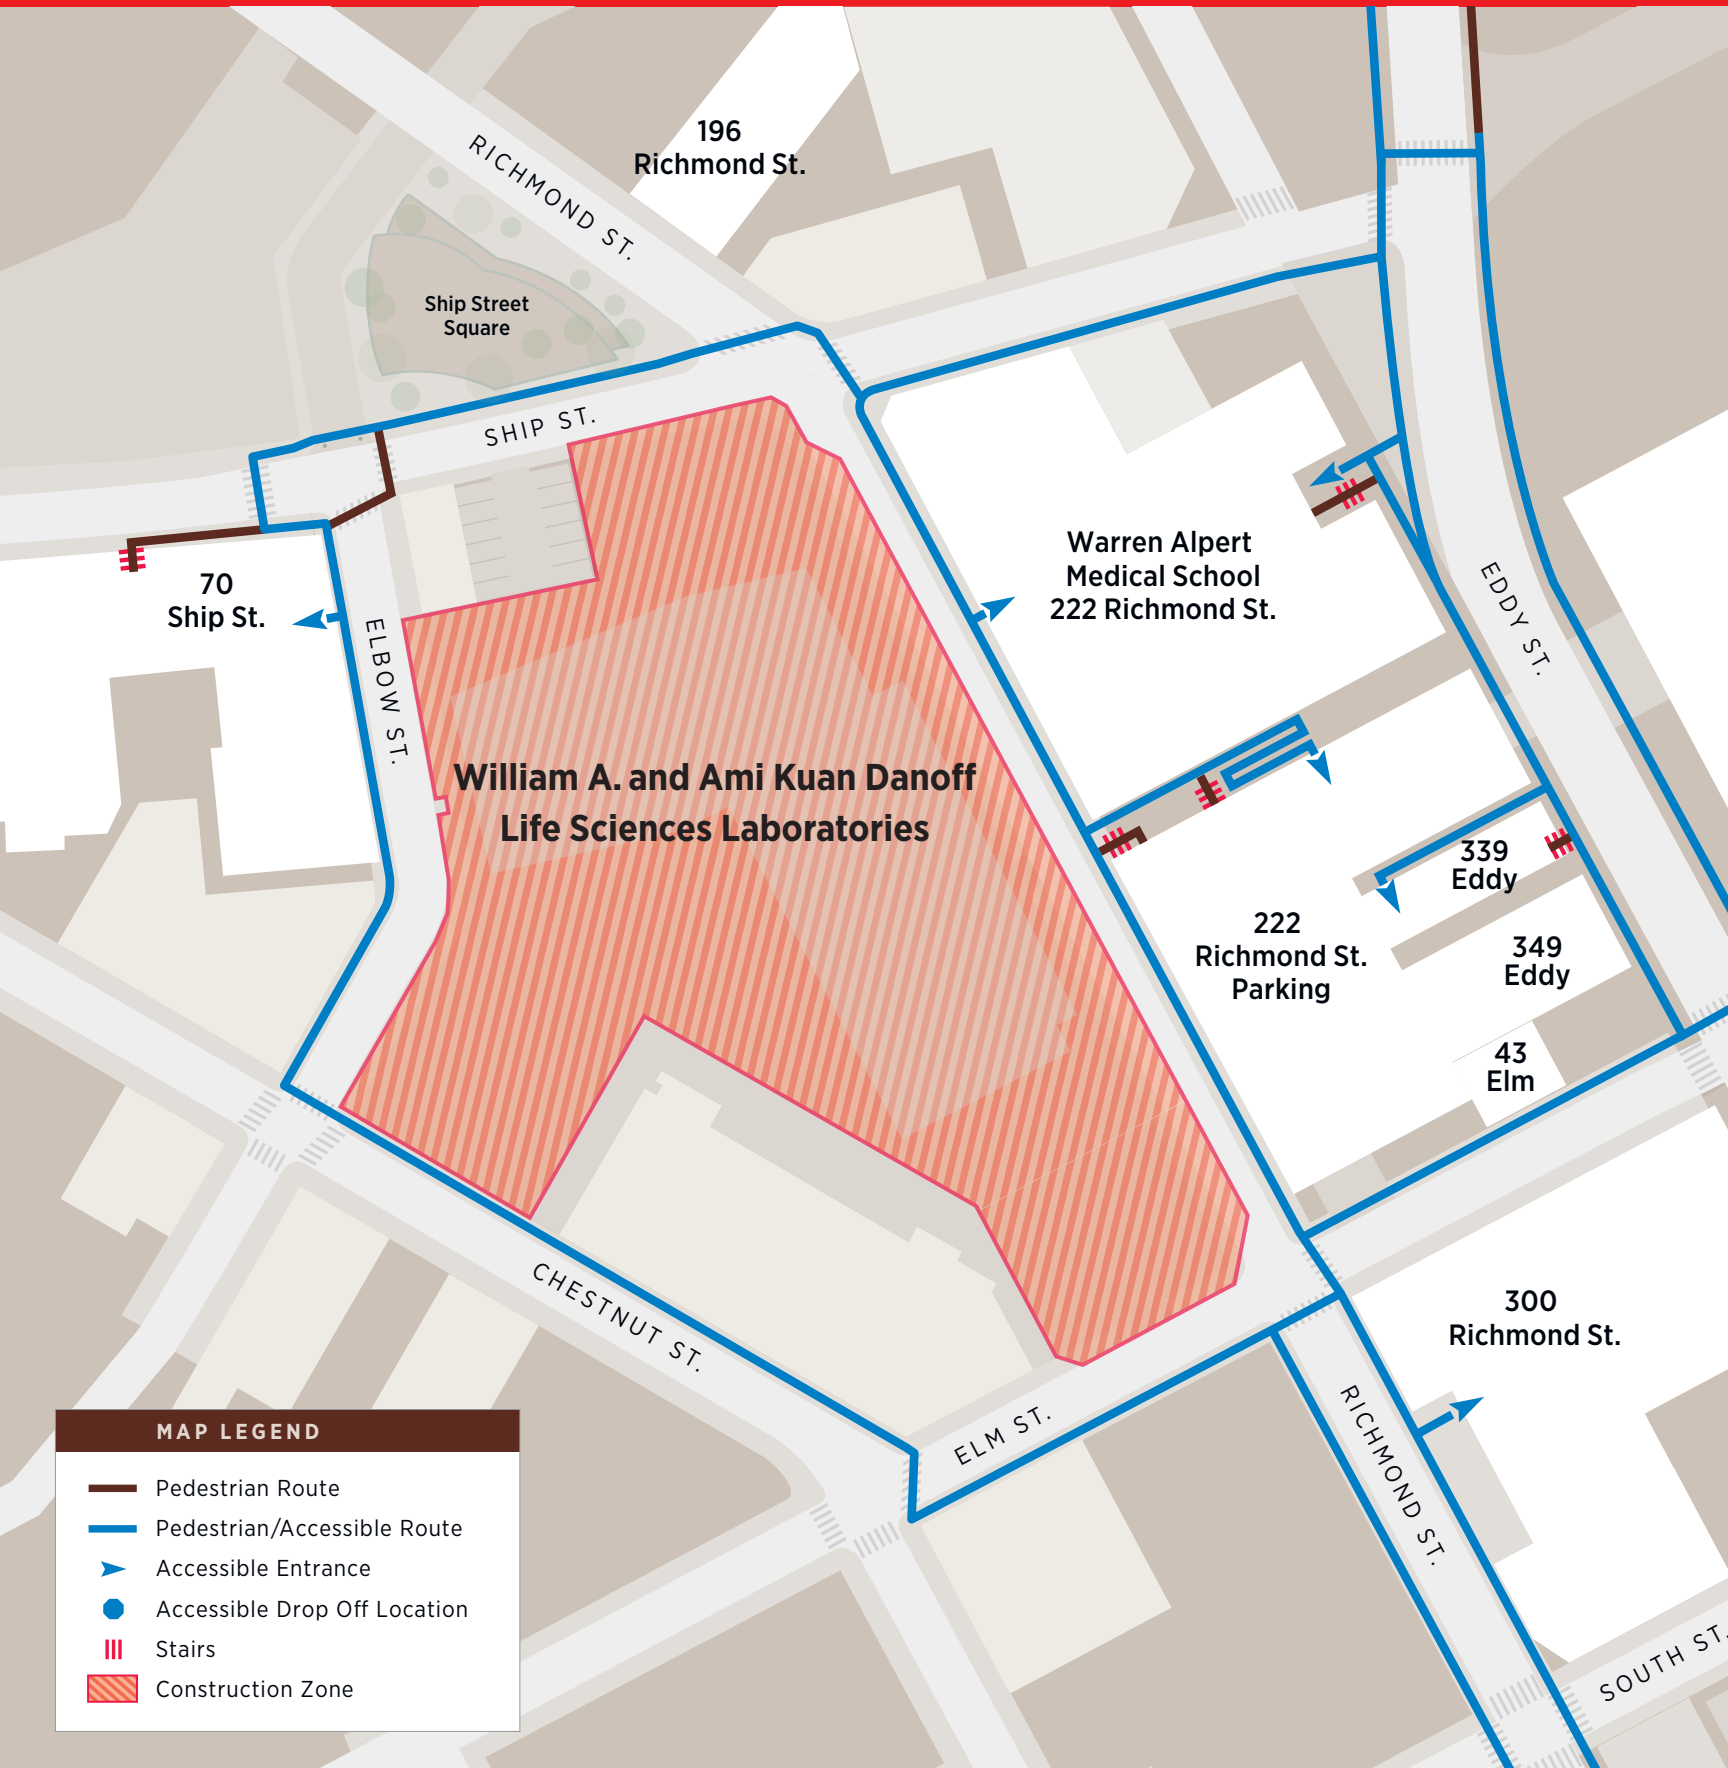 196
Richmond St.
RICHMOND ST.
Ship Street
Square
SHIP ST.
70
Ship St.
ELBOW ST.
Warren Alpert
Medical School
222 Richmond St.
EDDY ST.
William A. and Ami Kuan Danoff
Life Sciences Laboratories
339
Eddy
222
Richmond St.
Parking
349
Eddy
43
Elm
CHESTNUT ST.
300
Richmond St.
ELM ST.
RICHMOND ST.
SOUTH ST.
MAP LEGEND
Pedestrian Route
Pedestrian/Accessible Route
Accessible Entrance
Accessible Drop Off Location
Stairs
Construction Zone